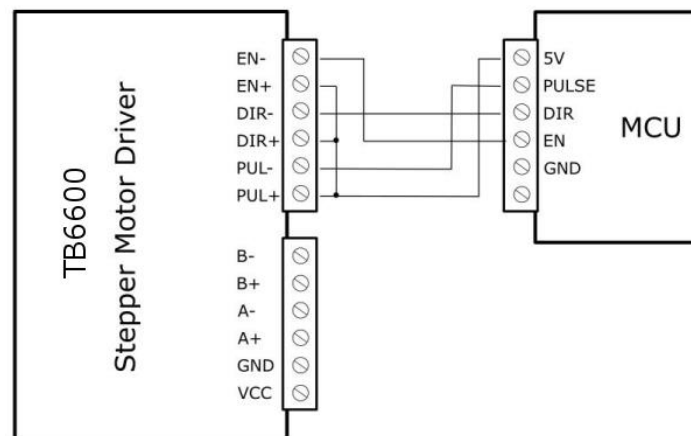 TB6600
Stepper Motor Driver
EN-
EN+
DIR-
DIR+
PUL-
PUL+
B-
B+
A-
A+
GND
VCC
5V
PULSE
DIR
EN
GND
MCU